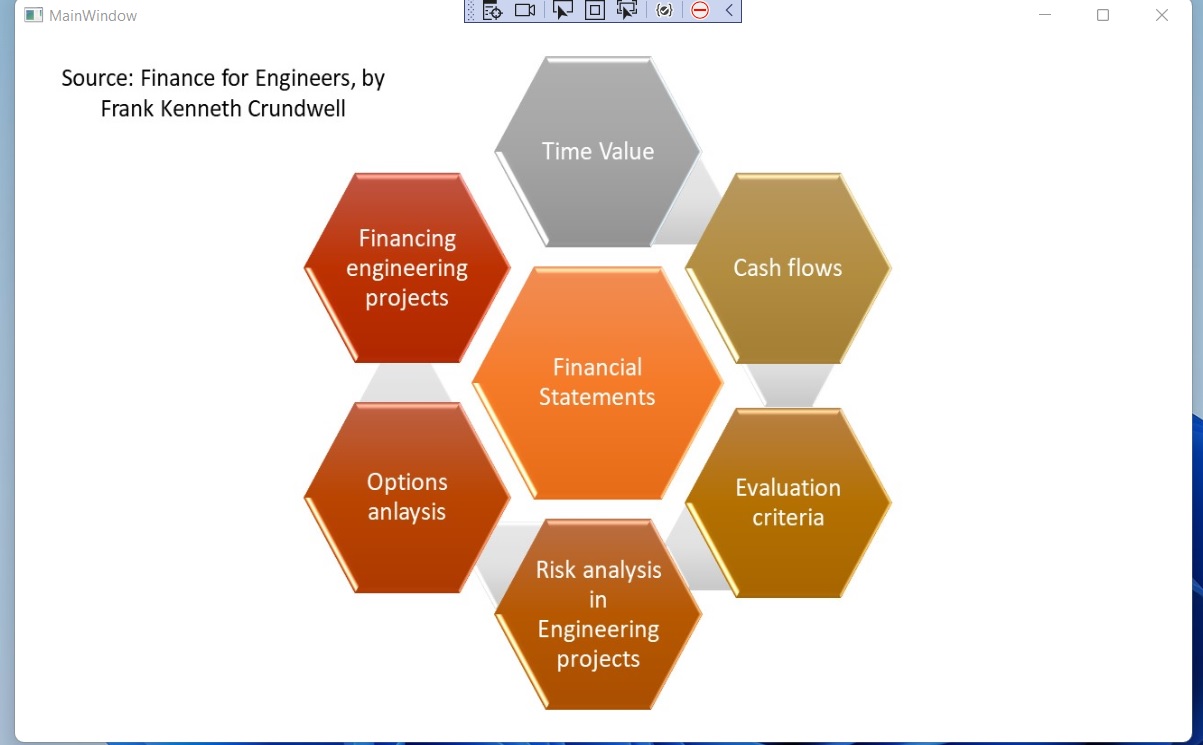 MainWindow
Source: Finance for Engineers, by
Frank Kenneth Crundwell
Time Value
Cash flows
Evaluation
criteria
Risk analysis
in
Engineering
projects
Options
anlaysis
Financing
engineering
projects
Financial
Statements